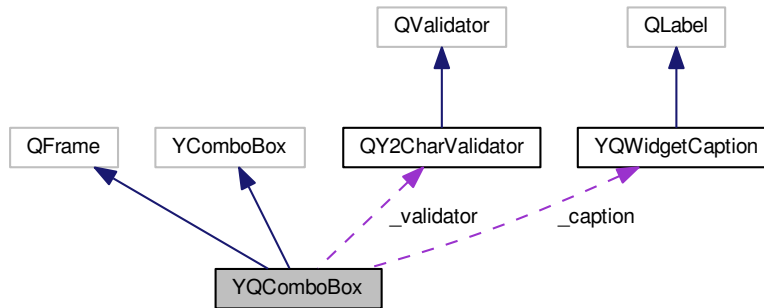 QValidator
QLabel
QFrame
YComboBox
QY2CharValidator
YQWidgetCaption
_validator
_caption
YQComboBox